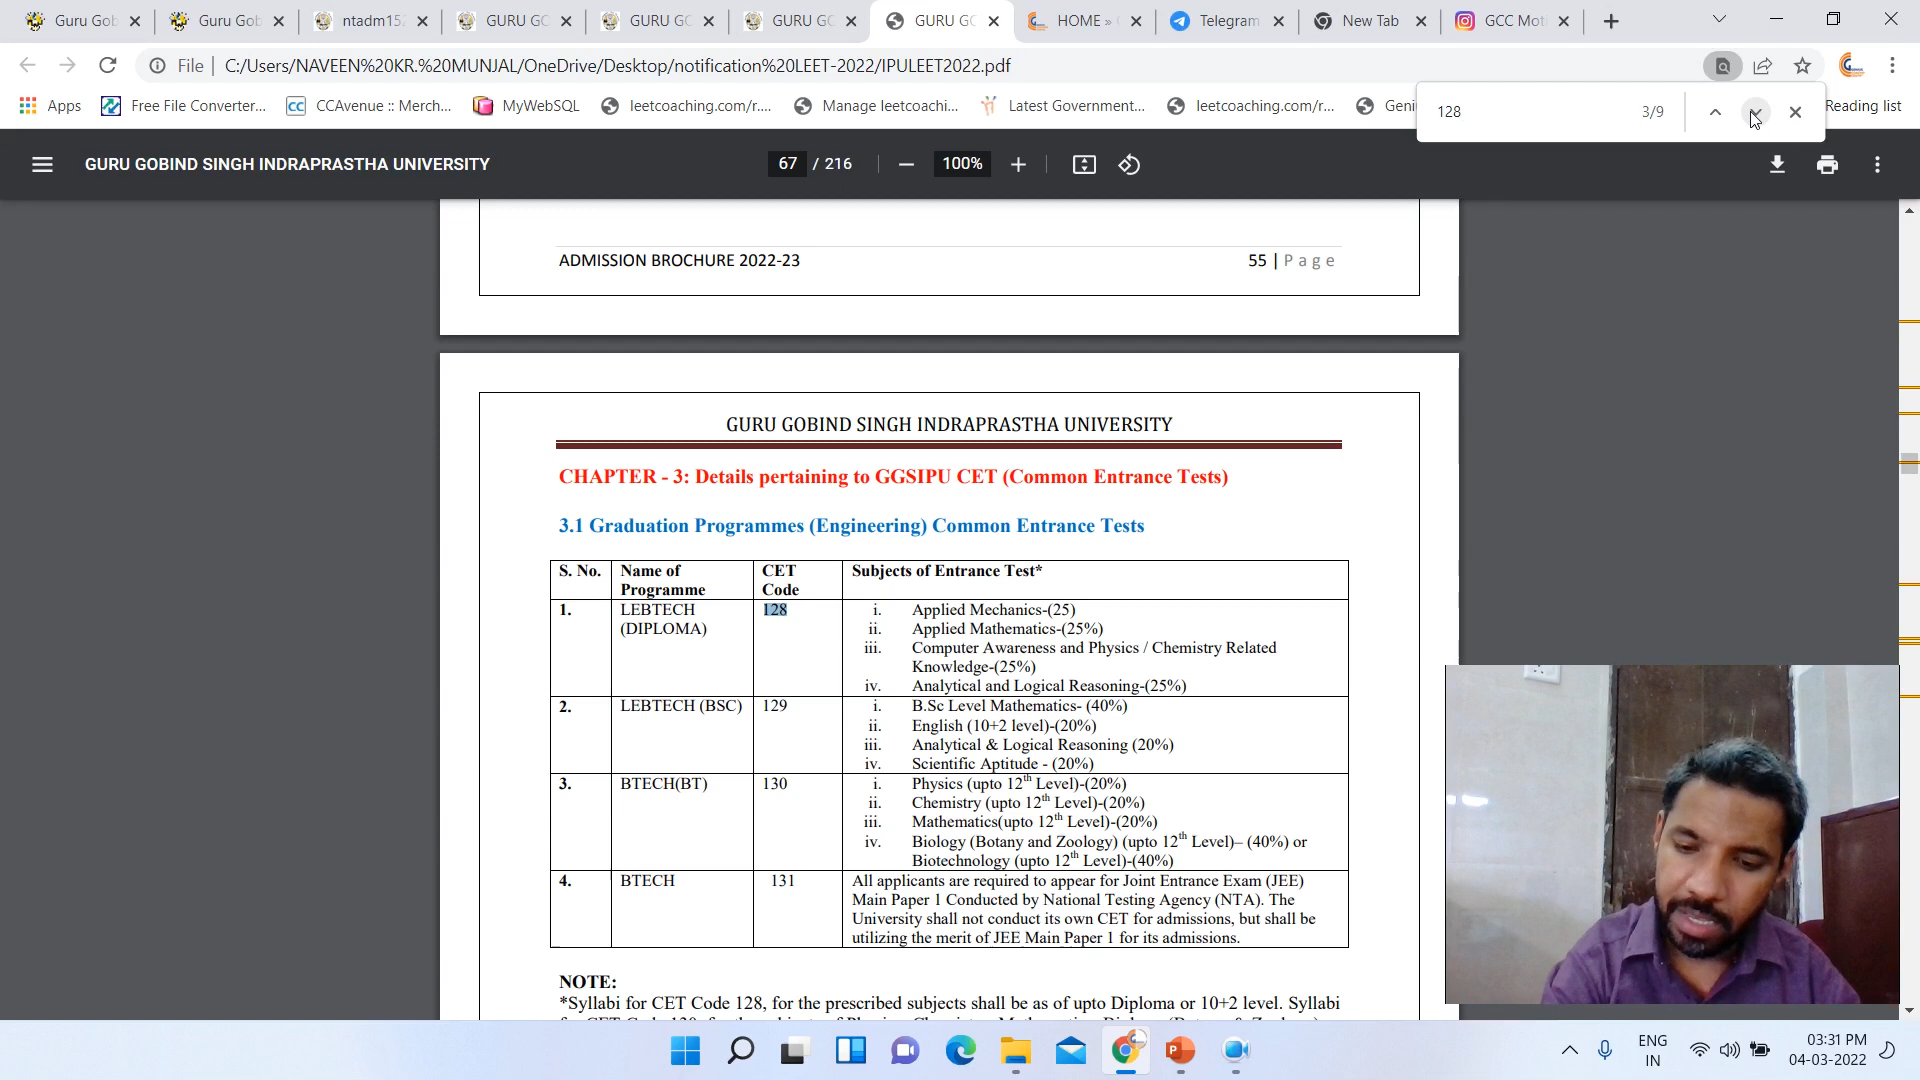 Guru Gob
Guru Gob
ntadm152
GURU GO
GURU GO
GURU GO
GURU GO
HOME »
Telegram
New Tab
GCC Mot
File
C:/Users/NAVEEN%20KR.%20MUNJAL/OneDrive/Desktop/notification%20LEET-2022/IPULEET2022.pdf
Apps
Free File Converter...
CCAvenue :: Merch...
MyWebSQL
leetcoaching.com/r....
Manage leetcoachi...
Latest Government...
leetcoaching.com/r...
Geni
Reading list
128
3/9
GURU GOBIND SINGH INDRAPRASTHA UNIVERSITY
67 / 216
100%
ADMISSION BROCHURE 2022-23
55 | P a g e
GURU GOBIND SINGH INDRAPRASTHA UNIVERSITY
CHAPTER - 3: Details pertaining to GGSIPU CET (Common Entrance Tests)
3.1 Graduation Programmes (Engineering) Common Entrance Tests
S. No. Name of Programme CET Code Subjects of Entrance Test*
1. LEBTECH (DIPLOMA) 128
i. Applied Mechanics-(25)
ii. Applied Mathematics-(25%)
iii. Computer Awareness and Physics / Chemistry Related
Knowledge-(25%)
iv. Analytical and Logical Reasoning-(25%)
2. LEBTECH (BSC) 129
i. B.Sc Level Mathematics- (40%)
ii. English (10+2 level)-(20%)
iii. Analytical & Logical Reasoning (20%)
iv. Scientific Aptitude - (20%)
3. BTECH(BT) 130
i. Physics (upto 12th Level)-(20%)
ii. Chemistry (upto 12th Level)-(20%)
iii. Mathematics(upto 12th Level)-(20%)
iv. Biology (Botany and Zoology) (upto 12th Level)– (40%) or
Biotechnology (upto 12th Level)-(40%)
4. BTECH 131
All applicants are required to appear for Joint Entrance Exam (JEE)
Main Paper 1 Conducted by National Testing Agency (NTA). The
University shall not conduct its own CET for admissions, but shall be
utilizing the merit of JEE Main Paper 1 for its admissions.
NOTE:
*Syllabi for CET Code 128, for the prescribed subjects shall be as of upto Diploma or 10+2 level. Syllabi
ENG
IN
03:31 PM
04-03-2022